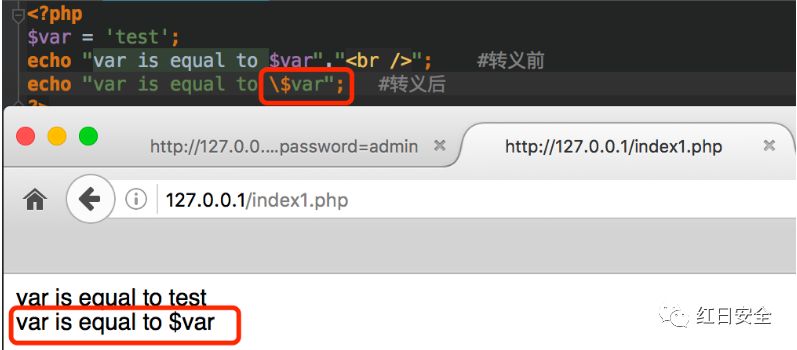 <?php
$var = 'test';
echo "var is equal to $var"."<br />"; #转义前
echo "var is equal to \$var"; #转义后
?>
http://127.0.0....password=admin
http://127.0.0.1/index1.php
127.0.0.1/index1.php
var is equal to test
var is equal to $var
红日安全